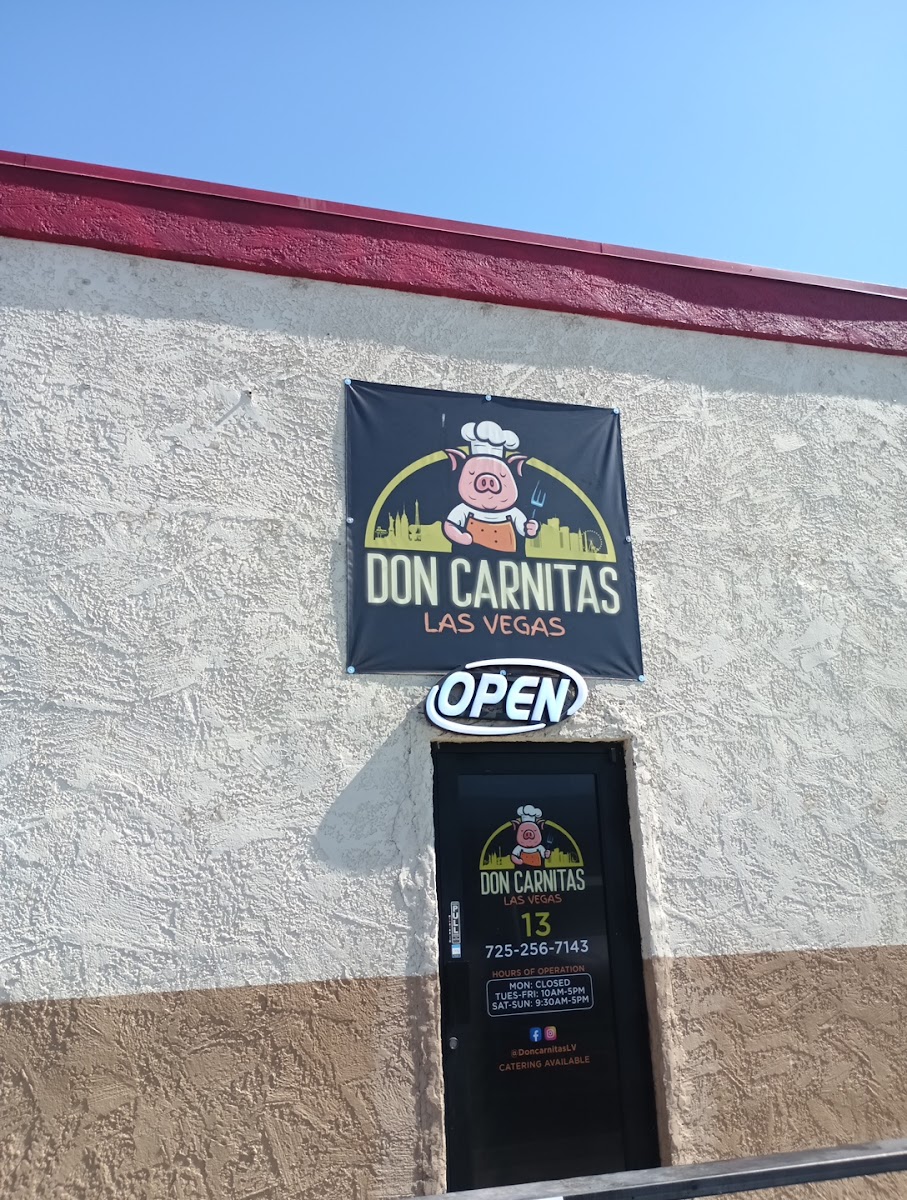 DON CARNITAS
LAS VEGAS
OPEN
DON CARNITAS
LAS VEGAS
13
PULL
725-256-7143
HOURS OF OPERATION
MON: CLOSED
TUES-FRI: 10AM-5PM
SAT-SUN: 9:30AM-5PM
@DoncarnitasLV
CATERING AVAILABLE